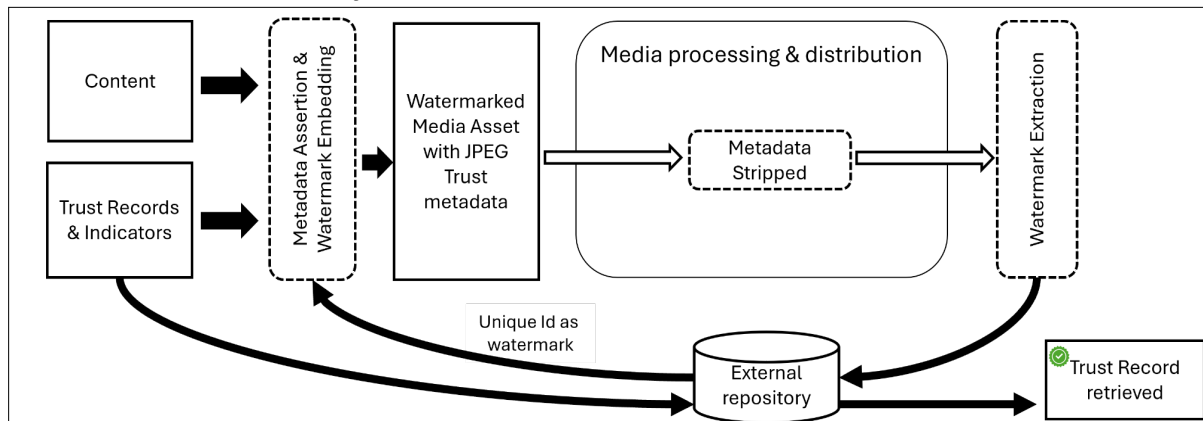 Content
Trust Records
& Indicators
Metadata Assertion &
Watermark Embedding
Watermarked
Media Asset
with JPEG
Trust
metadata
Media processing & distribution
Metadata
Stripped
Watermark Extraction
Unique Id as
watermark
External
repository
Trust Record
retrieved